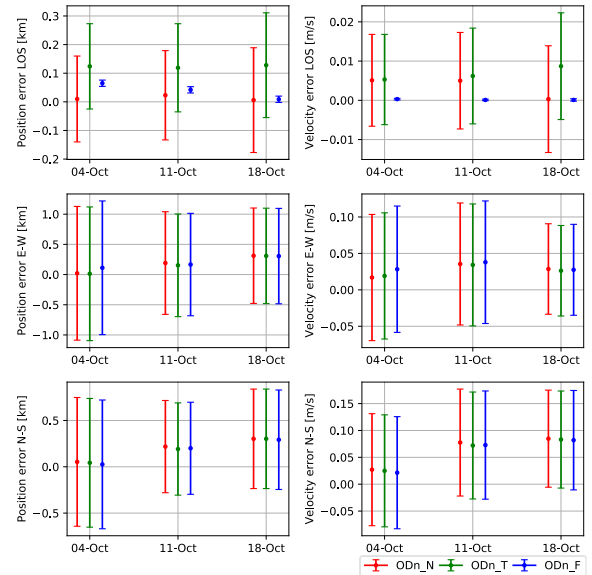 Position error LOS [km]
0.3
0.2
0.1
0.0
−0.1
−0.2
04-Oct 11-Oct 18-Oct
Velocity error LOS [m/s]
0.02
0.01
0.00
−0.01
04-Oct 11-Oct 18-Oct
Position error E-W [km]
1.0
0.5
0.0
−0.5
−1.0
04-Oct 11-Oct 18-Oct
Velocity error E-W [m/s]
0.10
0.05
0.00
−0.05
04-Oct 11-Oct 18-Oct
Position error N-S [km]
0.5
0.0
−0.5
04-Oct 11-Oct 18-Oct
Velocity error N-S [m/s]
0.15
0.10
0.05
0.00
−0.05
04-Oct 11-Oct 18-Oct
ODn_N ODn_T ODn_F